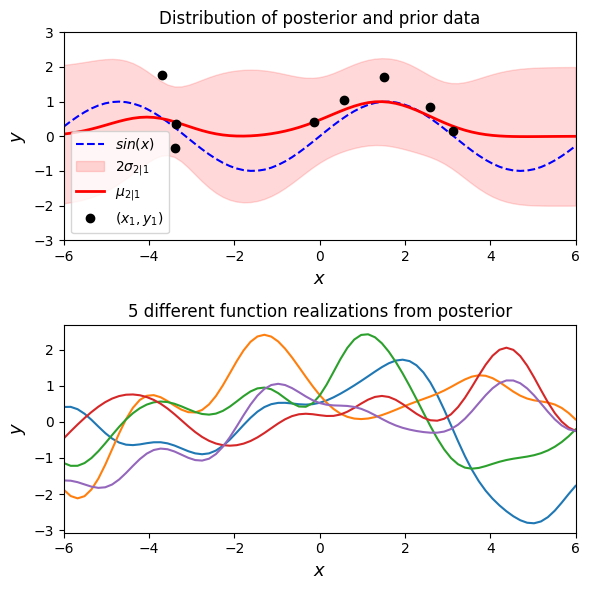 Distribution of posterior and prior data
3
2
1
0
−1
−2
−3
y
sin(x)
2σ2|1
μ2|1
(x1, y1)
−6 −4 −2 0 2 4 6
x
5 different function realizations from posterior
2
1
0
−1
−2
−3
y
−6 −4 −2 0 2 4 6
x